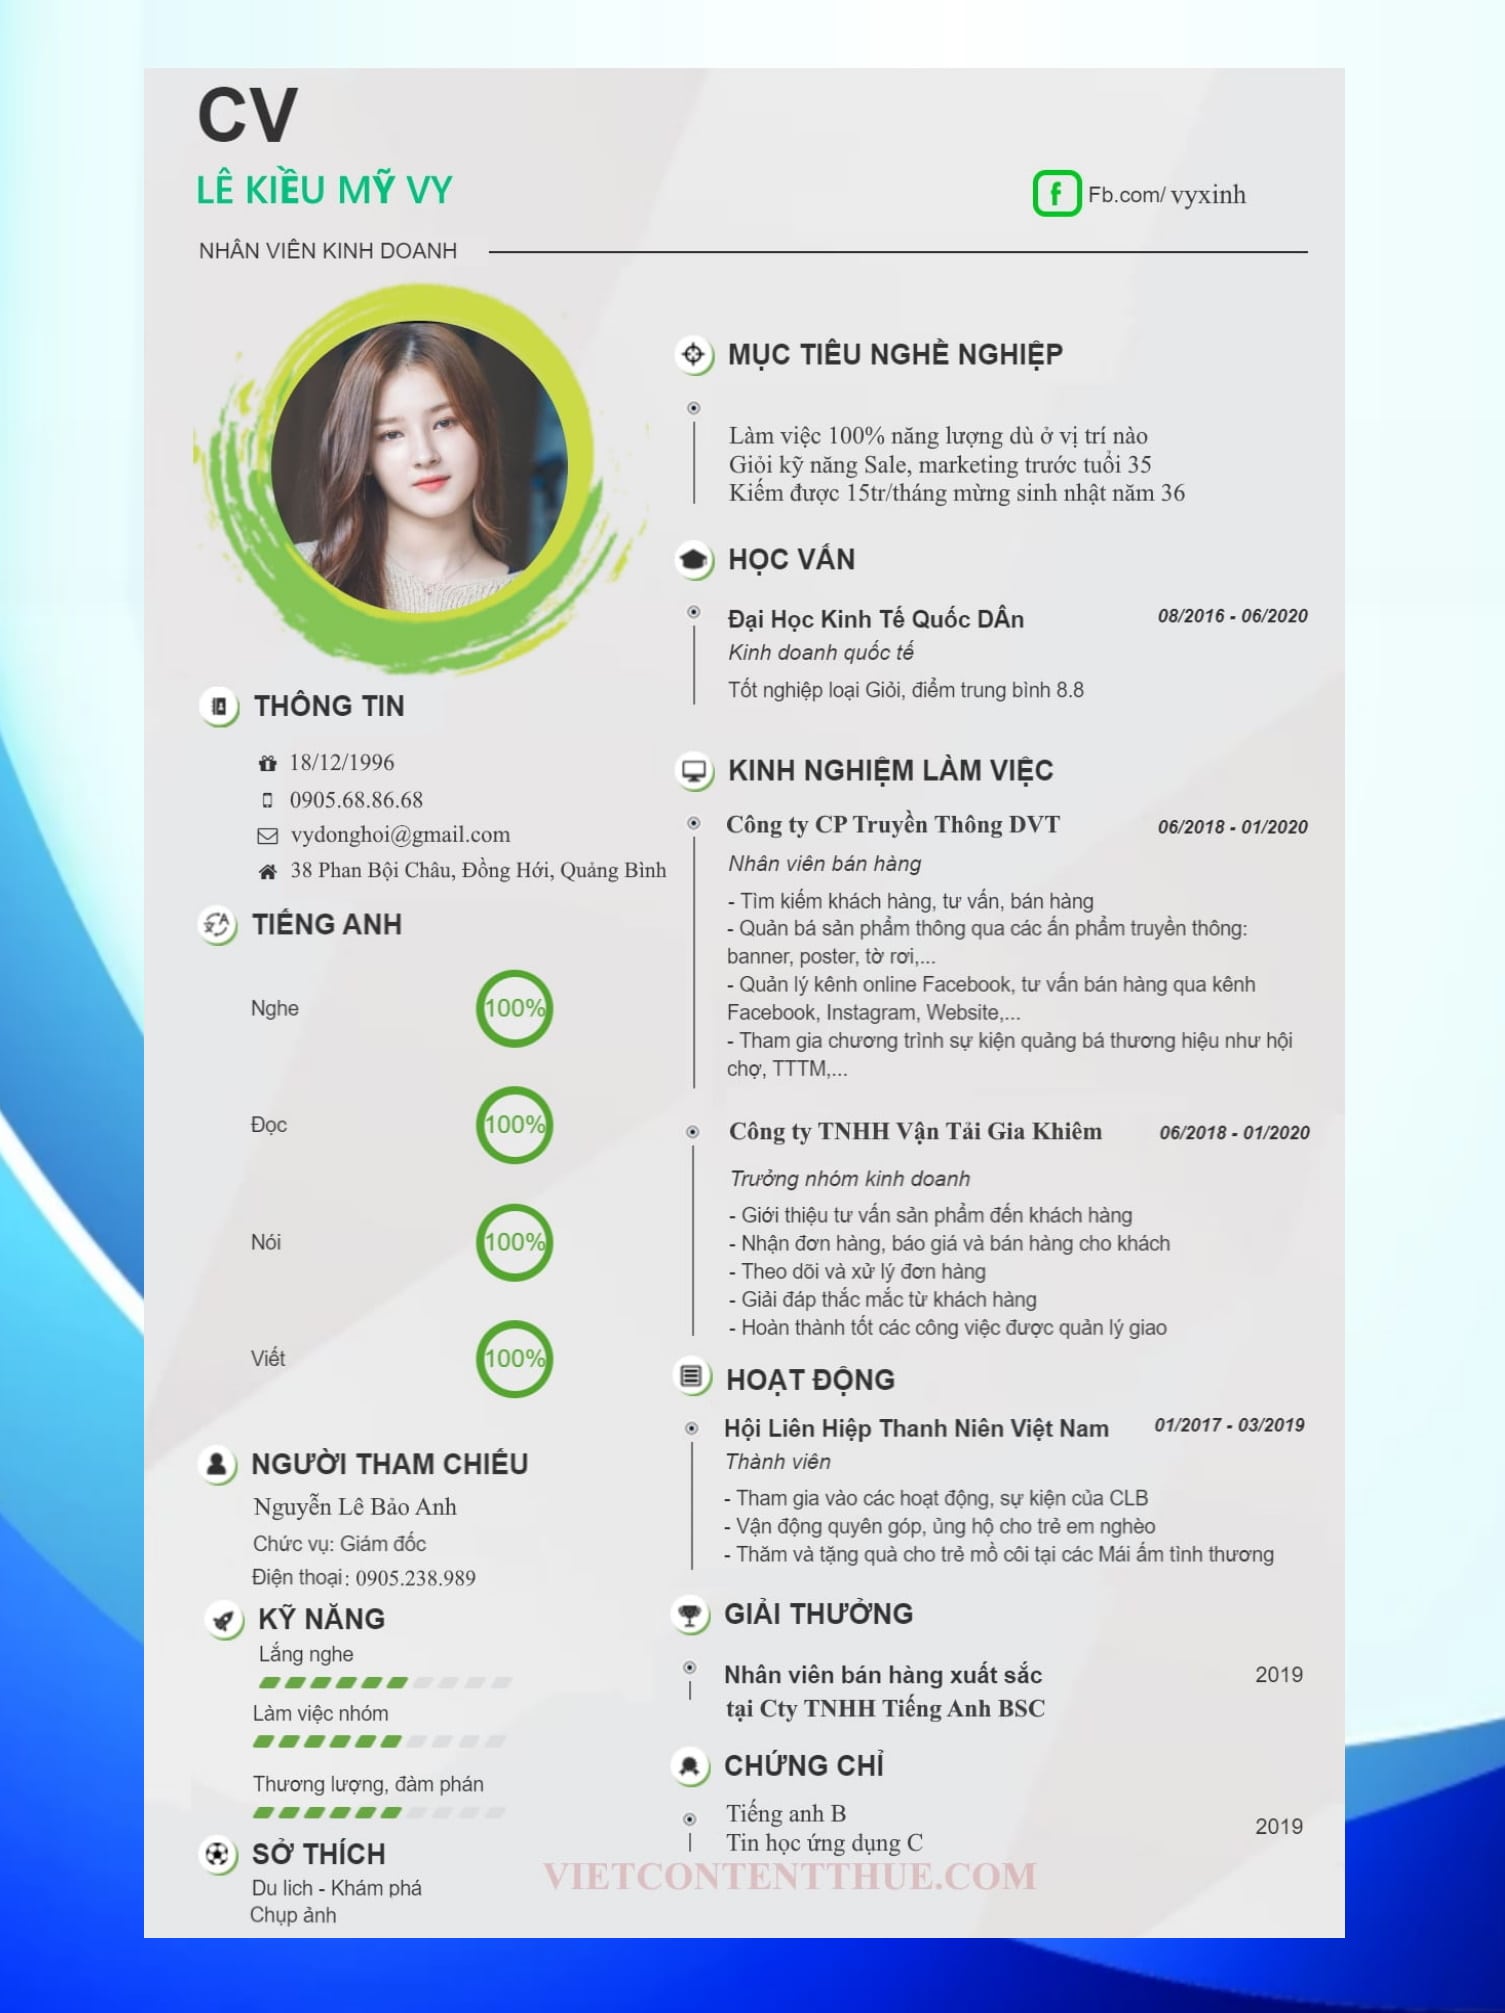 CV
LÊ KIỀU MỸ VY
Fb.com/ vyxinh
NHÂN VIÊN KINH DOANH
THÔNG TIN
18/12/1996
0905.68.86.68
vydonghoi@gmail.com
38 Phan Bội Châu, Đồng Hới, Quảng Bình
TIẾNG ANH
Nghe 100%
Đọc 100%
Nói 100%
Viết 100%
NGƯỜI THAM CHIẾU
Nguyễn Lê Bảo Anh
Chức vụ: Giám đốc
Điện thoại: 0905.238.989
KỸ NĂNG
Lắng nghe
Làm việc nhóm
Thương lượng, đàm phán
SỞ THÍCH
Du lich - Khám phá
Chụp ảnh
MỤC TIÊU NGHỀ NGHIỆP
Làm việc 100% năng lượng dù ở vị trí nào
Giỏi kỹ năng Sale, marketing trước tuổi 35
Kiếm được 15tr/tháng mừng sinh nhật năm 36
HỌC VẤN
Đại Học Kinh Tế Quốc DÂn 08/2016 - 06/2020
Kinh doanh quốc tế
Tốt nghiệp loại Giỏi, điểm trung bình 8.8
KINH NGHIỆM LÀM VIỆC
Công ty CP Truyền Thông DVT 06/2018 - 01/2020
Nhân viên bán hàng
- Tìm kiếm khách hàng, tư vấn, bán hàng
- Quản bá sản phẩm thông qua các ấn phẩm truyền thông:
banner, poster, tờ rơi,...
- Quản lý kênh online Facebook, tư vấn bán hàng qua kênh
Facebook, Instagram, Website,...
- Tham gia chương trình sự kiện quảng bá thương hiệu như hội
chợ, TTTM,...
Công ty TNHH Vận Tải Gia Khiêm 06/2018 - 01/2020
Trưởng nhóm kinh doanh
- Giới thiệu tư vấn sản phẩm đến khách hàng
- Nhận đơn hàng, báo giá và bán hàng cho khách
- Theo dõi và xử lý đơn hàng
- Giải đáp thắc mắc từ khách hàng
- Hoàn thành tốt các công việc được quản lý giao
HOẠT ĐỘNG
Hội Liên Hiệp Thanh Niên Việt Nam 01/2017 - 03/2019
Thành viên
- Tham gia vào các hoạt động, sự kiện của CLB
- Vận động quyên góp, ủng hộ cho trẻ em nghèo
- Thăm và tặng quà cho trẻ mồ côi tại các Mái ấm tình thương
GIẢI THƯỞNG
Nhân viên bán hàng xuất sắc 2019
tại Cty TNHH Tiếng Anh BSC
CHỨNG CHỈ
Tiếng anh B
Tin học ứng dụng C 2019
VIETCONTENTTHUE.COM